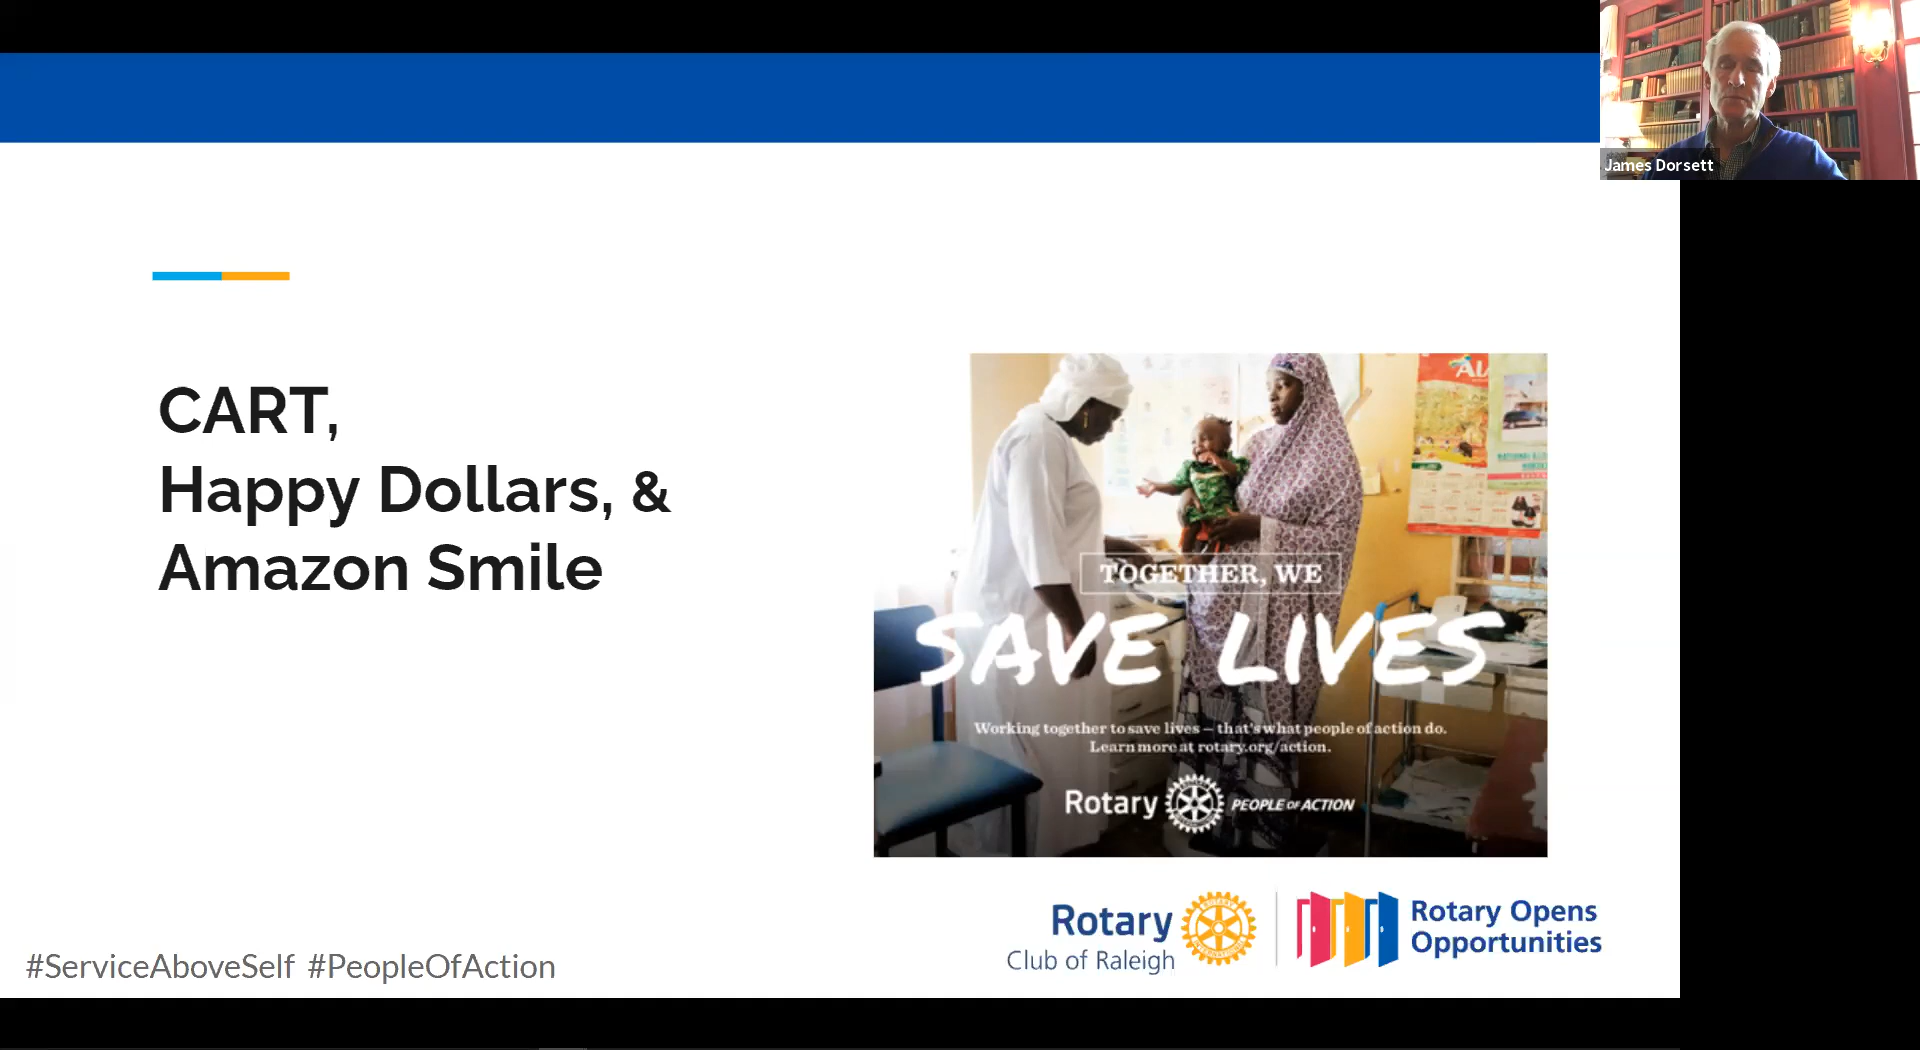 James Dorsett
CART,
Happy Dollars, &
Amazon Smile
TOGETHER, WE
SAVE LIVES
Working together to save lives — that's what people of action do.
Learn more at rotary.org/action.
Rotary
PEOPLE OF ACTION
Rotary
Club of Raleigh
Rotary Opens
Opportunities
#ServiceAboveSelf #PeopleOfAction